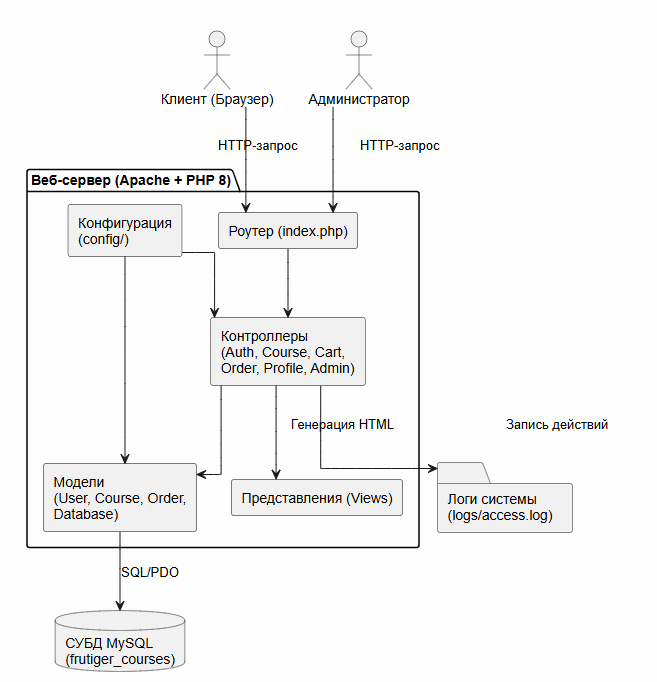 Клиент (Браузер)
Администратор
HTTP-запрос
HTTP-запрос
Веб-сервер (Apache + PHP 8)
Конфигурация
(config/)
Роутер (index.php)
Контроллеры
(Auth, Course, Cart,
Order, Profile, Admin)
Генерация HTML
Запись действий
Модели
(User, Course, Order,
Database)
Представления (Views)
Логи системы
(logs/access.log)
SQL/PDO
СУБД MySQL
(frutiger_courses)